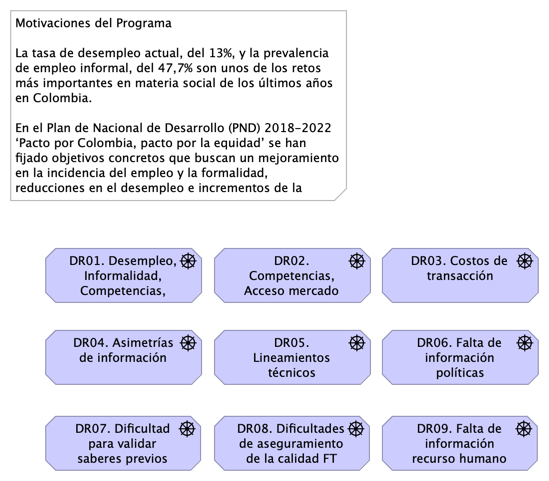 Motivaciones del Programa
La tasa de desempleo actual, del 13%, y la prevalencia
de empleo informal, del 47,7% son unos de los retos
más importantes en materia social de los últimos años
en Colombia.
En el Plan de Nacional de Desarrollo (PND) 2018-2022
‘Pacto por Colombia, pacto por la equidad’ se han
fijado objetivos concretos que buscan un mejoramiento
en la incidencia del empleo y la formalidad,
reducciones en el desempleo e incrementos de la
DR01. Desempleo,
Informalidad,
Competencias,
DR02.
Competencias,
Acceso mercado
DR03. Costos de
transacción
DR04. Asimetrías
de información
DR05.
Lineamientos
técnicos
DR06. Falta de
información
políticas
DR07. Dificultad
para validar
saberes previos
DR08. Dificultades
de aseguramiento
de la calidad FT
DR09. Falta de
información
recurso humano